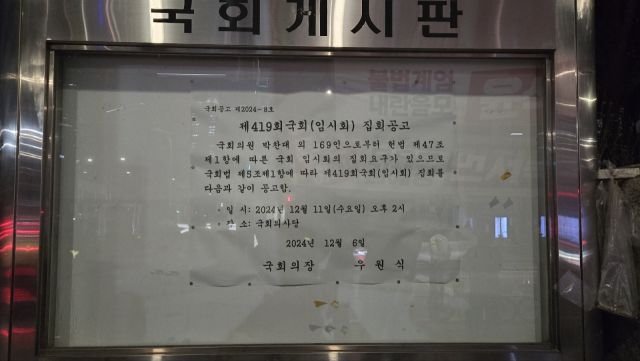 국회게시판
국회공고 제2024-8호
제419회국회(임시회) 집회공고
국회의원 박찬대 외 169인으로부터 헌법 제47조
제1항에 따른 국회 임시회의 집회요구가 있으므로
국회법 제5조제1항에 따라 제419회국회(임시회) 집회를
다음과 같이 공고함.
· 일 시: 2024년 12월 11일(수요일) 오후 2시
· 장 소: 국회의사당
2024년 12월 6일
국회의장 우원식